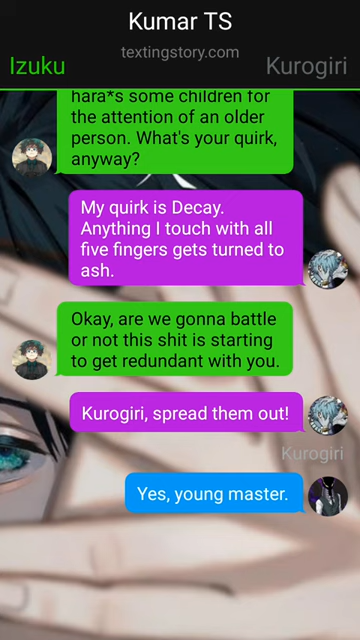 Kumar TS
textingstory.com
Izuku
Kurogiri
hara*s some children for
the attention of an older
person. What's your quirk,
anyway?
My quirk is Decay.
Anything I touch with all
five fingers gets turned to
ash.
Okay, are we gonna battle
or not this shit is starting
to get redundant with you.
Kurogiri, spread them out!
Kurogiri
Yes, young master.